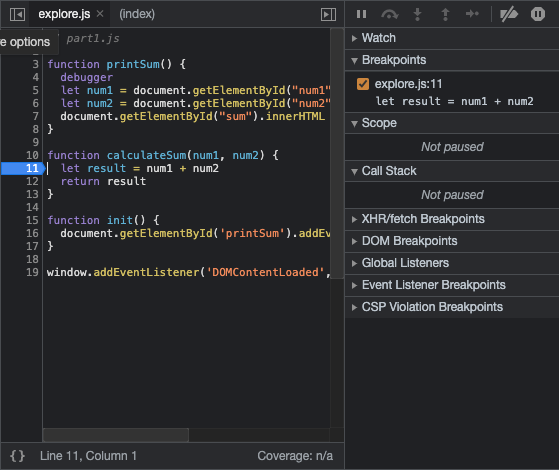 explore.js × (index)
re options
part1.js
2
3 function printSum() {
4 debugger
5 let num1 = document.getElementById("num1"
6 let num2 = document.getElementById("num2"
7 document.getElementById("sum").innerHTML
8 }
9
10 function calculateSum(num1, num2) {
11 let result = num1 + num2
12 return result
13 }
14
15 function init() {
16 document.getElementById('printSum').addEv
17 }
18
19 window.addEventListener('DOMContentLoaded',
{ } Line 11, Column 1 Coverage: n/a
Watch
Breakpoints
explore.js:11
let result = num1 + num2
Scope
Not paused
Call Stack
Not paused
XHR/fetch Breakpoints
DOM Breakpoints
Global Listeners
Event Listener Breakpoints
CSP Violation Breakpoints